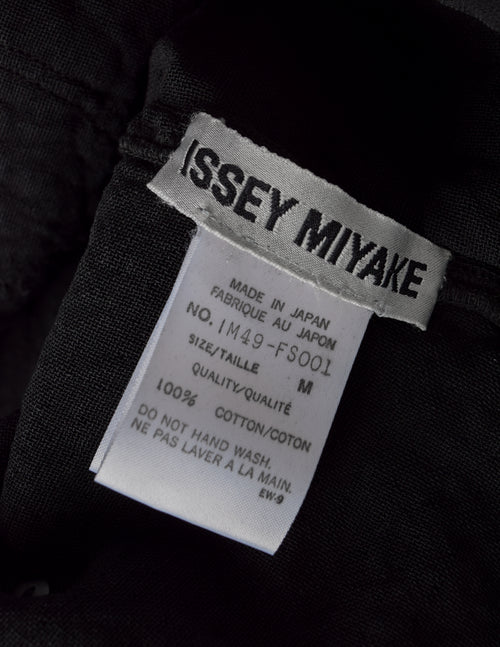 ISSEY MIYAKE
MADE IN JAPAN
FABRIQUE AU JAPON
NO. IM49-FS001
SIZE/TAILLE M
QUALITY/QUALITÉ
100% COTTON/COTON
DO NOT HAND WASH.
NE PAS LAVER A LA MAIN.
EW-9